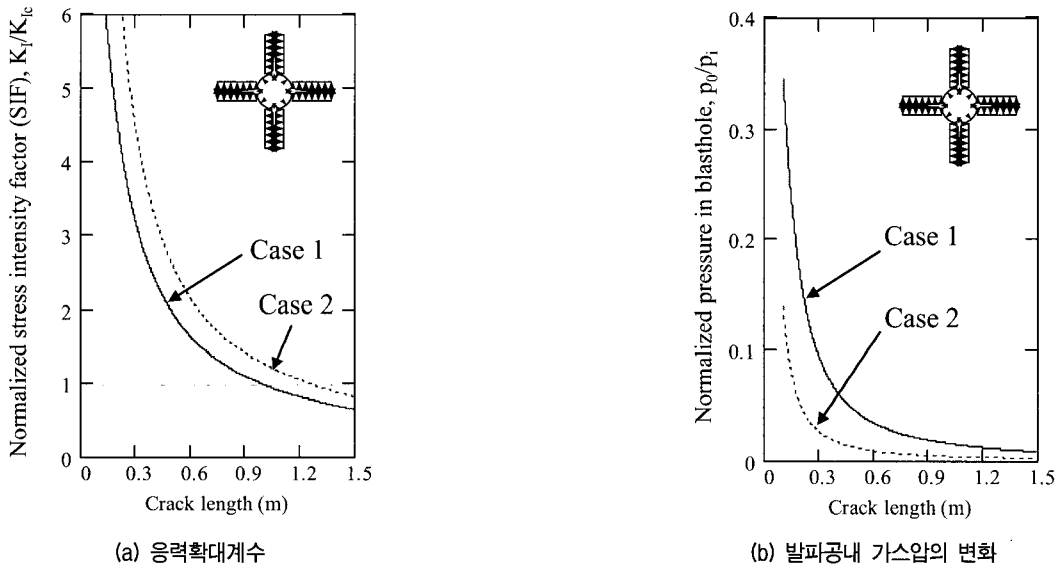 Normalized stress intensity factor (SIF), K_I/K_Ic
6
5
4
3
2
1
0
Case 1
Case 2
0 0.3 0.6 0.9 1.2 1.5
Crack length (m)
(a) 응력확대계수
Normalized pressure in blasthole, p_0/p_i
0.4
0.3
0.2
0.1
0
Case 1
Case 2
0 0.3 0.6 0.9 1.2 1.5
Crack length (m)
(b) 발파공내 가스압의 변화